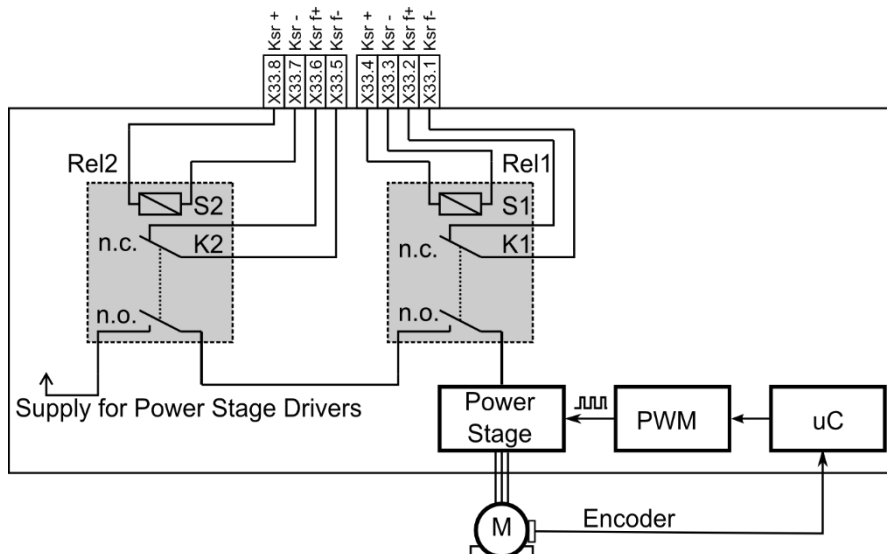 Ksr + Ksr - Ksr f+ Ksr f- Ksr + Ksr - Ksr f+ Ksr f-
X33.8 X33.7 X33.6 X33.5 X33.4 X33.3 X33.2 X33.1
Rel2 Rel1
S2 S1
n.c. K2 n.c. K1
n.o. n.o.
Supply for Power Stage Drivers
Power
Stage
PWM
uC
M
Encoder